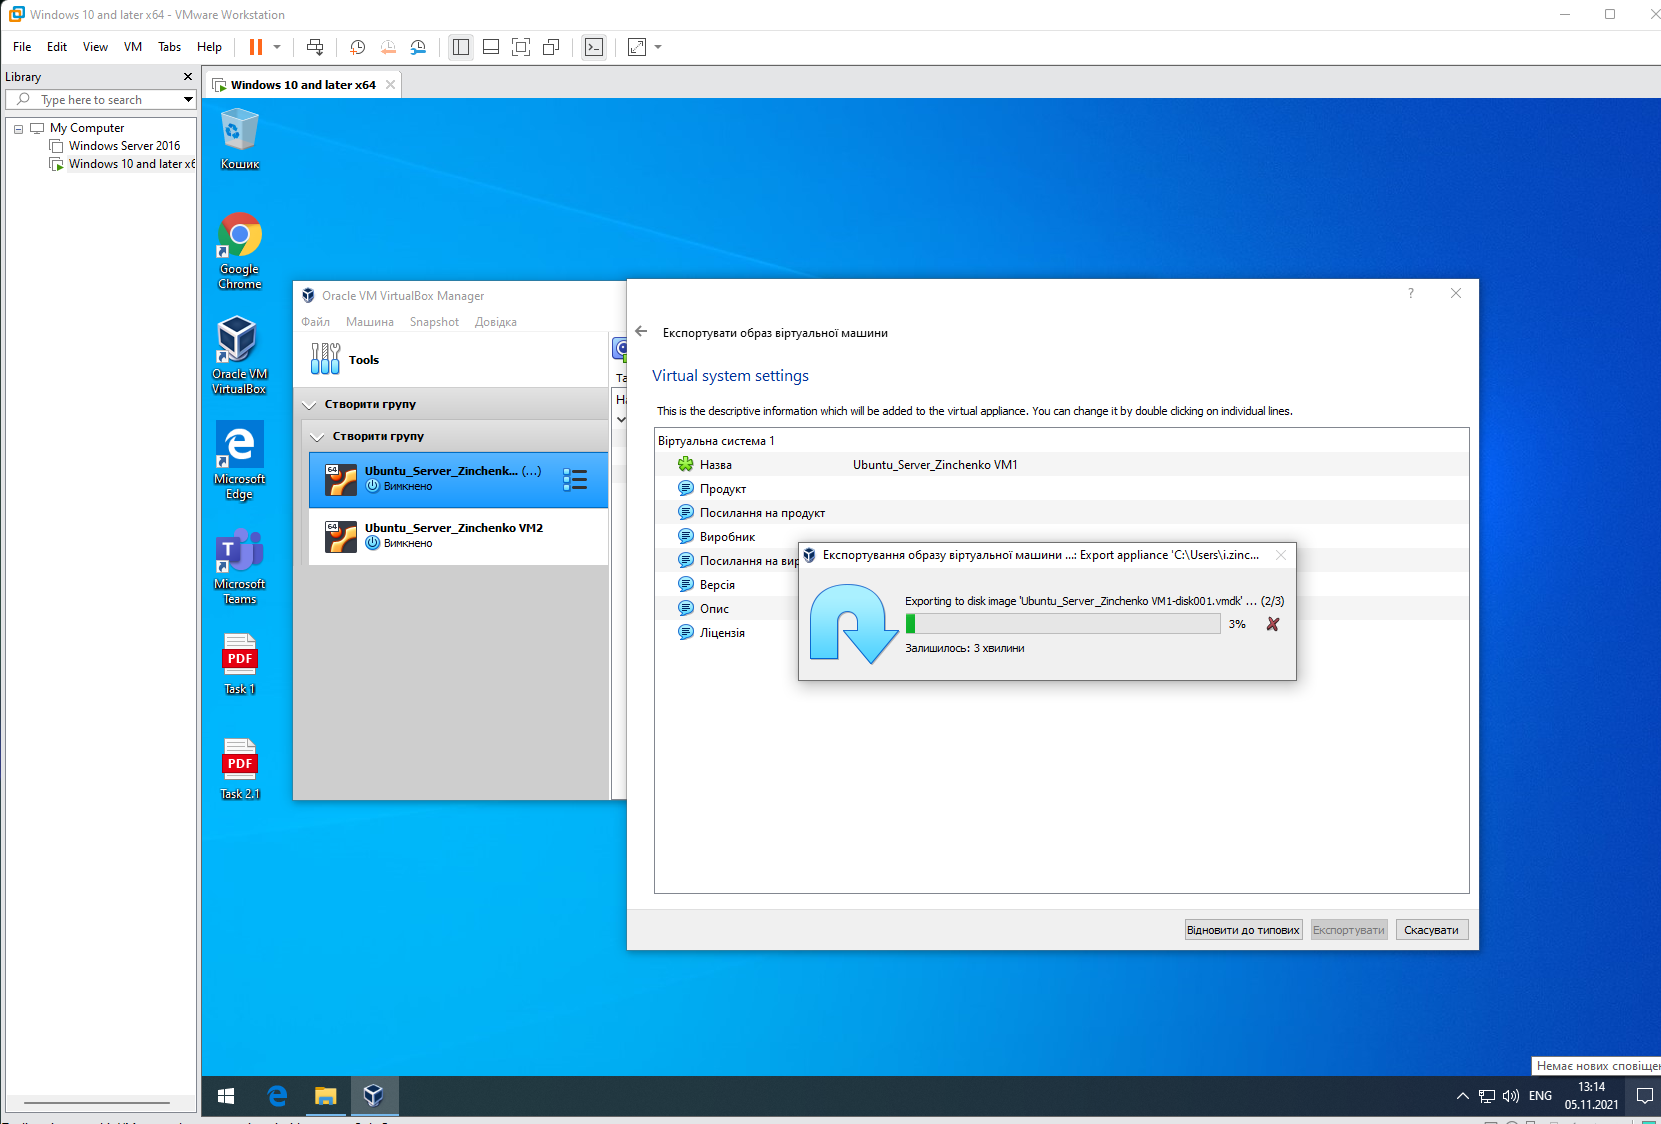 Windows 10 and later x64 - VMware Workstation
File Edit View VM Tabs Help
Library
Type here to search
My Computer
Windows Server 2016
Windows 10 and later x6
Windows 10 and later x64
Кошик
Google
Chrome
Oracle VM
VirtualBox
Microsoft
Edge
Microsoft
Teams
PDF
Task 1
PDF
Task 2.1
Oracle VM VirtualBox Manager
Файл Машина Snapshot Довідка
Tools
Створити групу
Створити групу
64
Ubuntu_Server_Zinchenk... (...)
Вимкнено
64
Ubuntu_Server_Zinchenko VM2
Вимкнено
?
Експортувати образ віртуальної машини
Virtual system settings
This is the descriptive information which will be added to the virtual appliance. You can change it by double clicking on individual lines.
Віртуальна система 1
Назва Ubuntu_Server_Zinchenko VM1
Продукт
Посилання на продукт
Виробник
Посилання на вир
Версія
Опис
Ліцензія
Експортування образу віртуальної машини ...: Export appliance 'C:\Users\i.zinc...
Exporting to disk image 'Ubuntu_Server_Zinchenko VM1-disk001.vmdk' ... (2/3)
3%
Залишилось: 3 хвилини
Відновити до типових Експортувати Скасувати
Немає нових сповіщен
ENG
13:14
05.11.2021